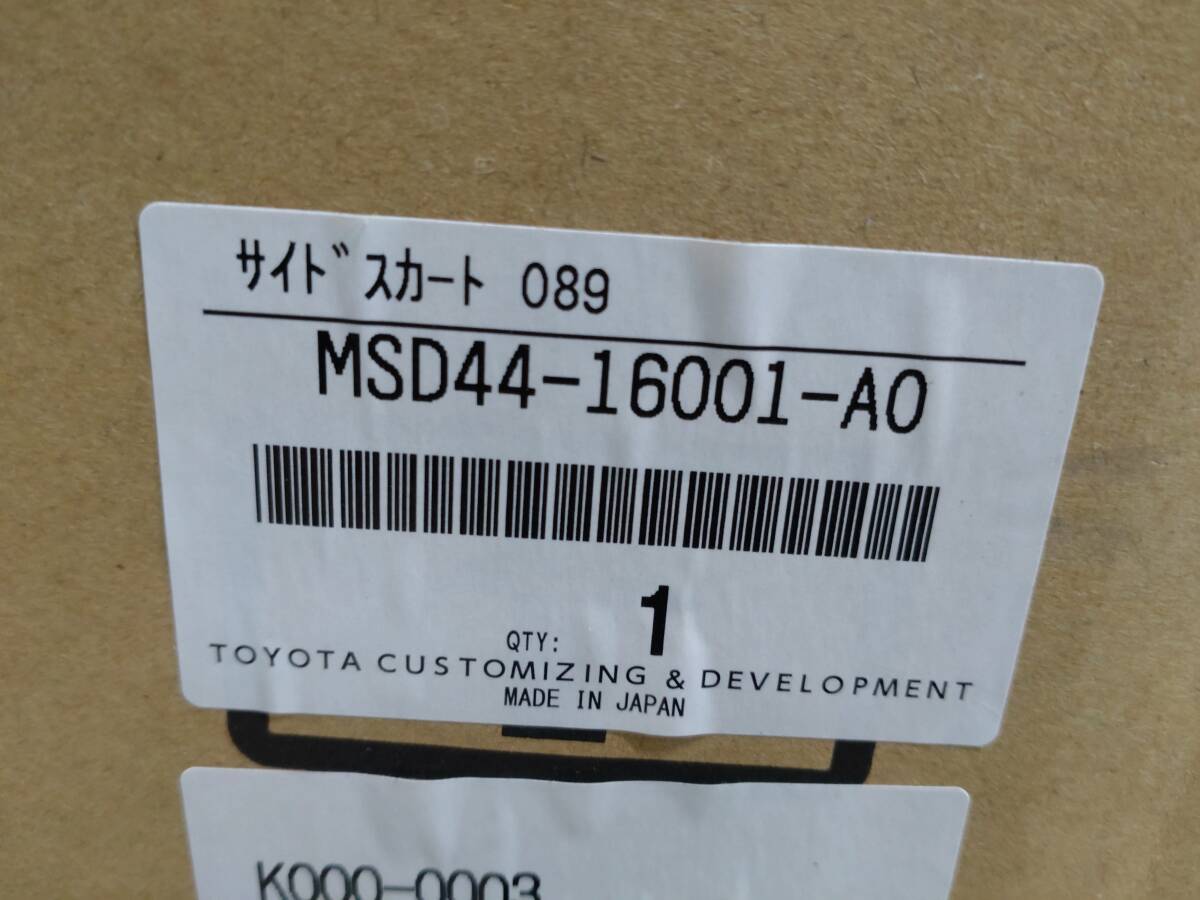 ｻｲﾄﾞｽｶｰﾄ 089
MSD44-16001-A0
QTY: 1
TOYOTA CUSTOMIZING & DEVELOPMENT
MADE IN JAPAN
K000-0003